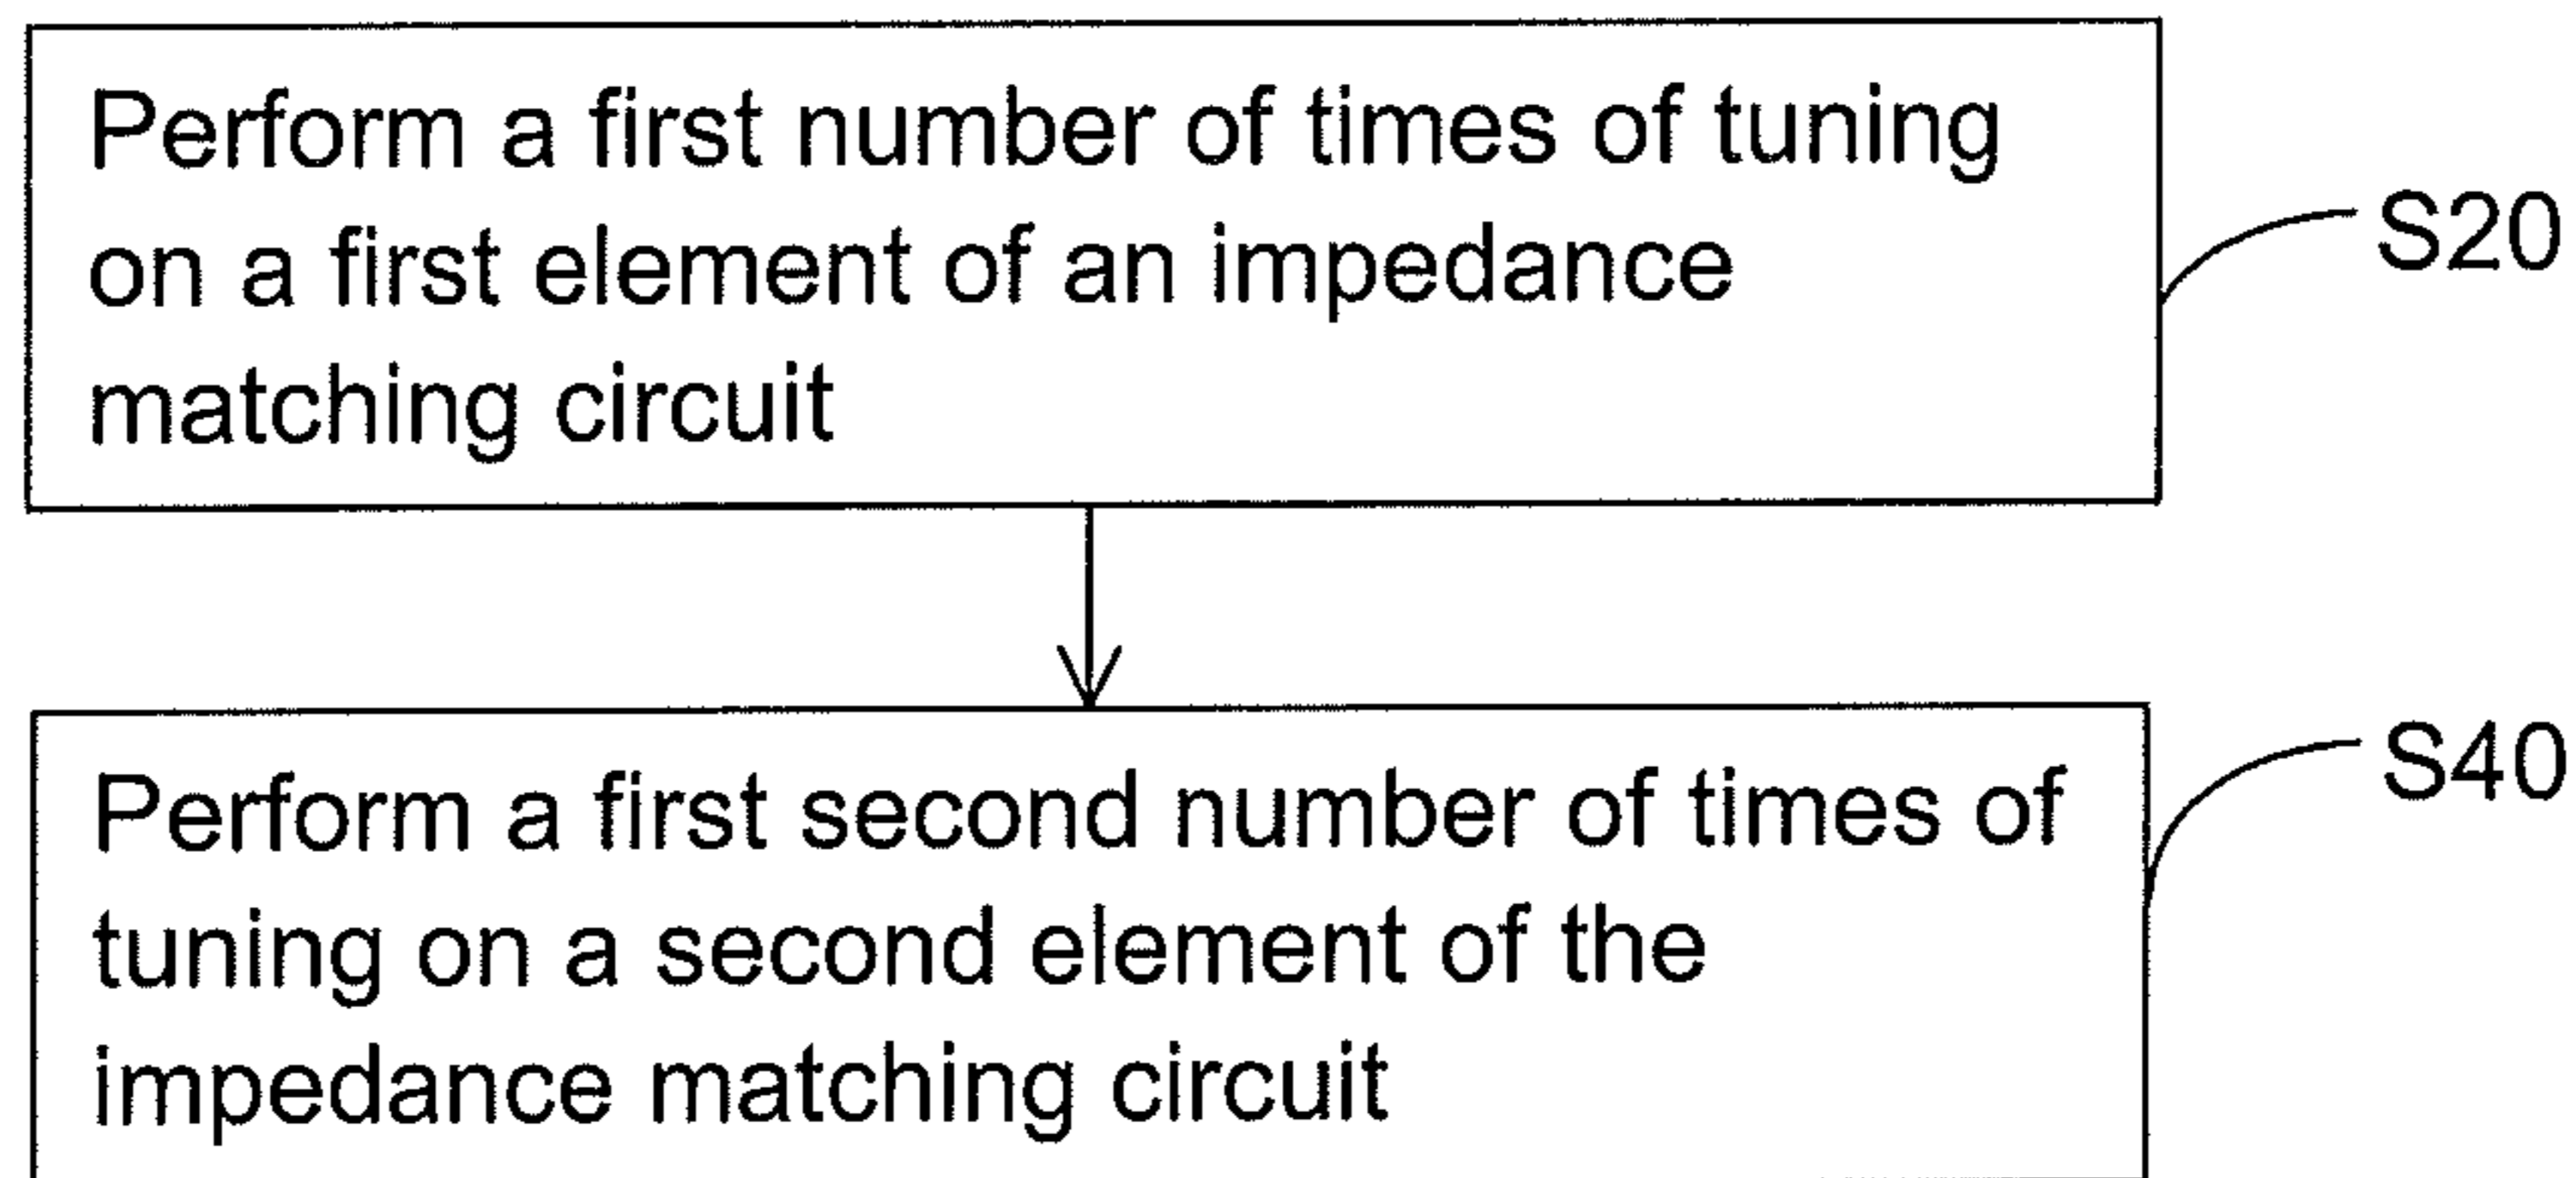 Perform a first number of times of tuning
on a first element of an impedance
matching circuit
S20
Perform a first second number of times of
tuning on a second element of the
impedance matching circuit
S40